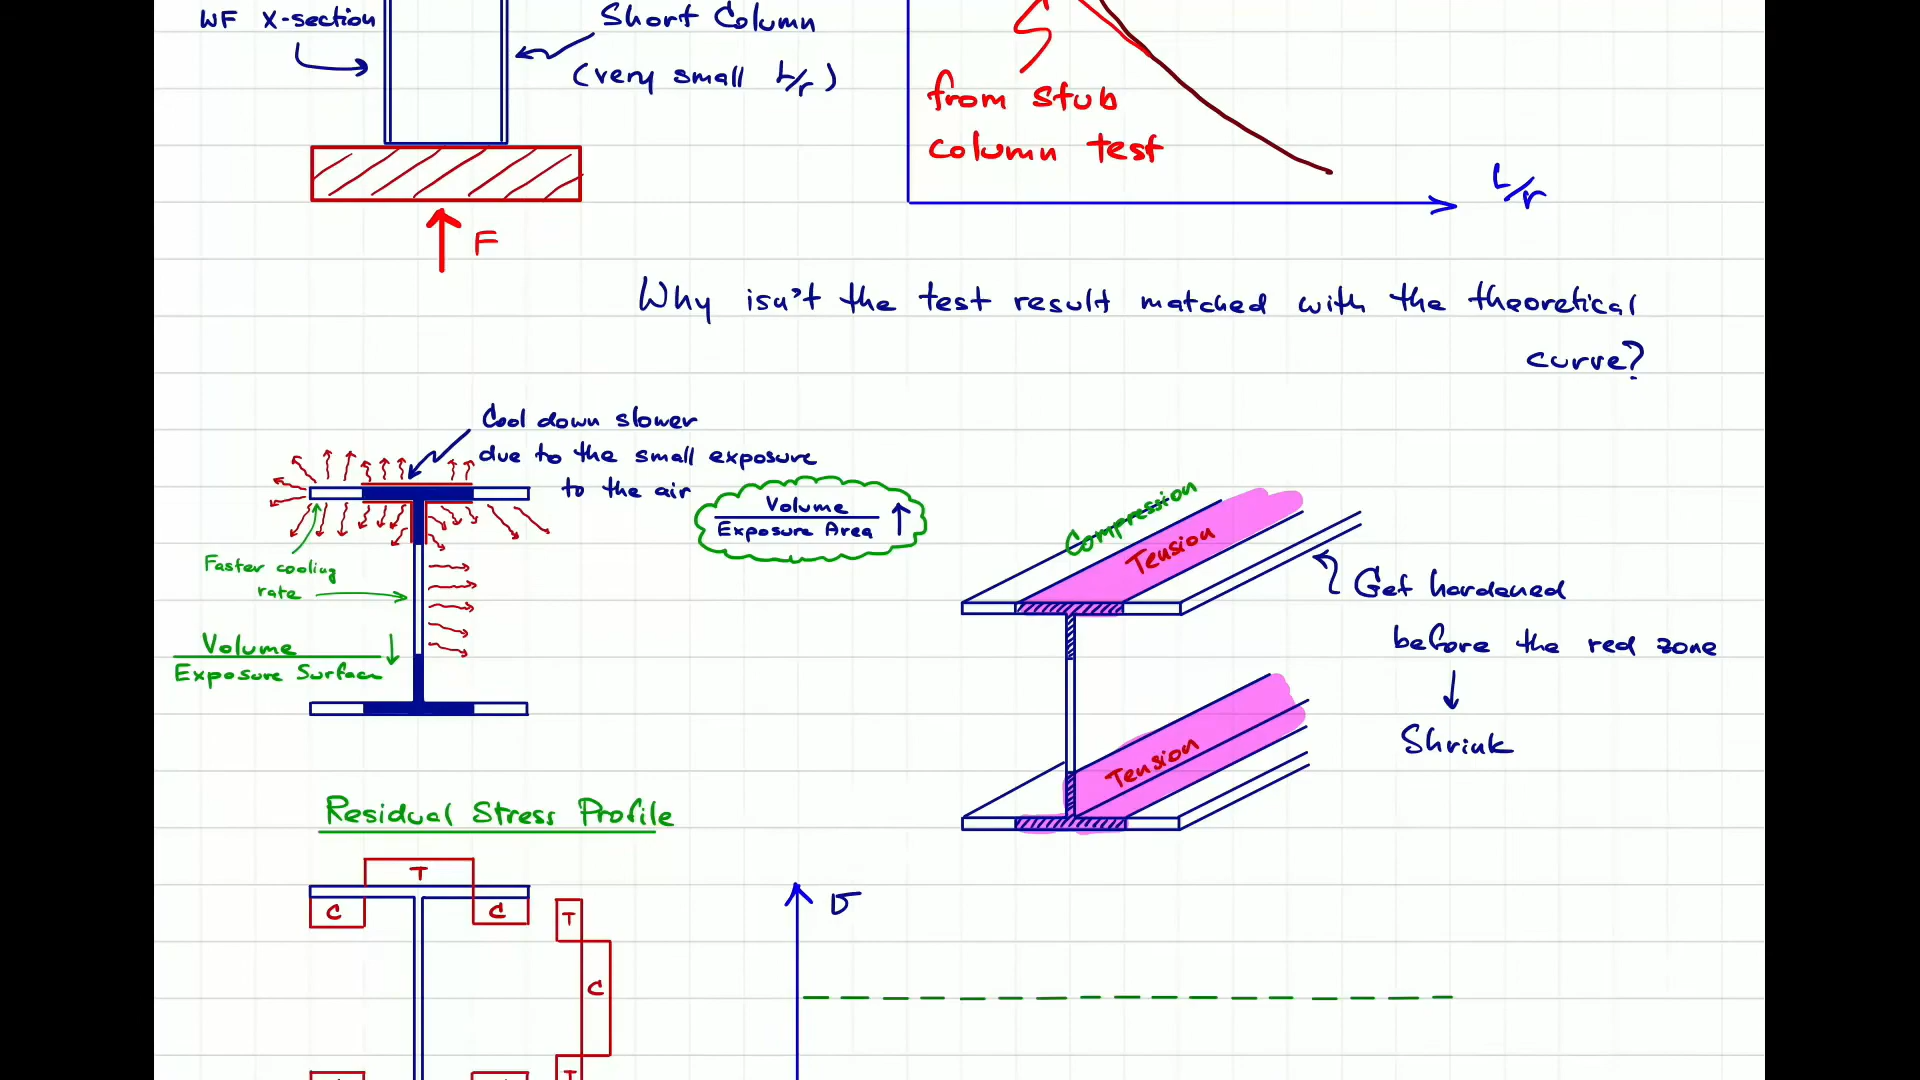 WF X-section
Short Column
(very small L/r)
from stub
column test
L/r
F
Why isn't the test result matched with the theoretical
curve?
Cool down slower
due to the small exposure
to the air
Volume
Exposure Area ↑
Faster cooling
rate
Volume
Exposure Surface ↓
Compression
Tension
Get hardened
before the red zone
↓
Shrink
Tension
Residual Stress Profile
T
C
C
T
C
T
σ